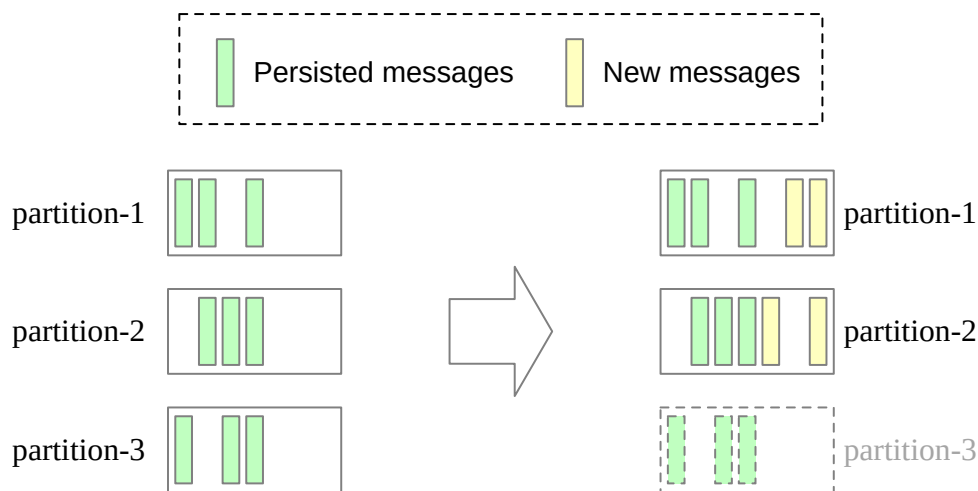 Persisted messages New messages
partition-1 partition-1
partition-2 partition-2
partition-3 partition-3